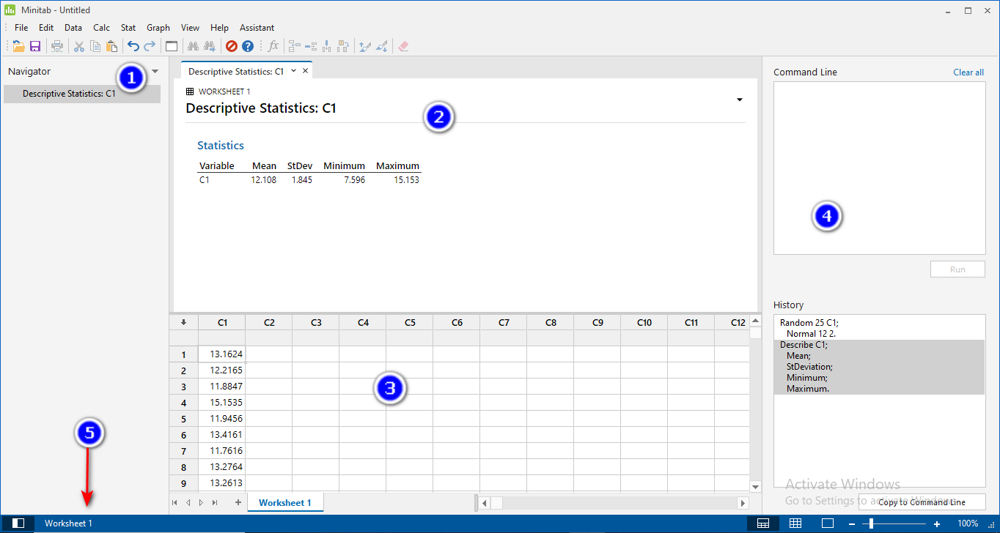 Minitab - Untitled
File Edit Data Calc Stat Graph View Help Assistant
fx
Navigator
1
Descriptive Statistics: C1
Descriptive Statistics: C1
WORKSHEET 1
Descriptive Statistics: C1
2
Statistics
Variable Mean StDev Minimum Maximum
C1 12.108 1.845 7.596 15.153
C1 C2 C3 C4 C5 C6 C7 C8 C9 C10 C11 C12
1 13.1624
2 12.2165
3 11.8847
4 15.1535
5 11.9456
6 13.4161
7 11.7616
8 13.2764
9 13.2613
3
Worksheet 1
Command Line Clear all
4
Run
History
Random 25 C1;
Normal 12 2.
Describe C1;
Mean;
StDeviation;
Minimum;
Maximum.
Activate Windows
Go to Settings to activate Windows.
Copy to Command Line
5
Worksheet 1
100%